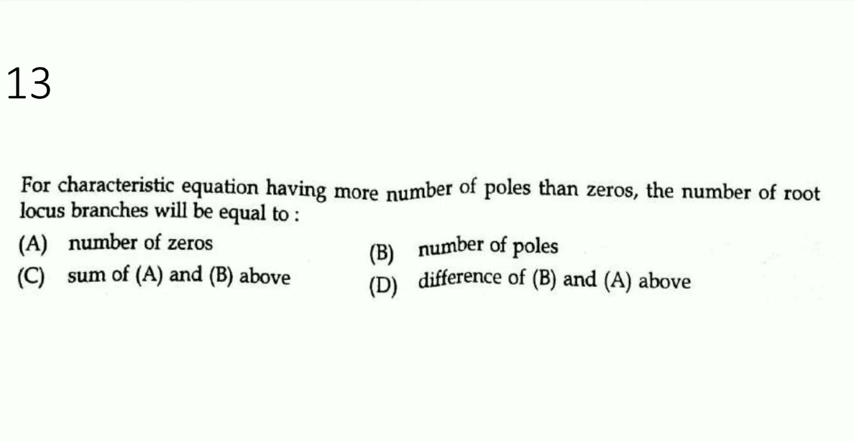 13
For characteristic equation having more number of poles than zeros, the number of root
locus branches will be equal to :
(A) number of zeros (B) number of poles
(C) sum of (A) and (B) above (D) difference of (B) and (A) above